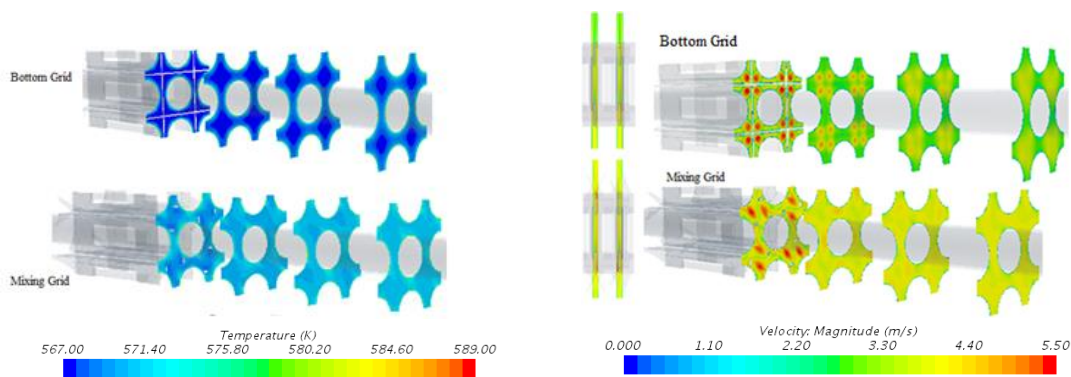 Bottom Grid
Mixing Grid
Temperature (K)
567.00 571.40 575.80 580.20 584.60 589.00
Bottom Grid
Mixing Grid
Velocity: Magnitude (m/s)
0.000 1.10 2.20 3.30 4.40 5.50